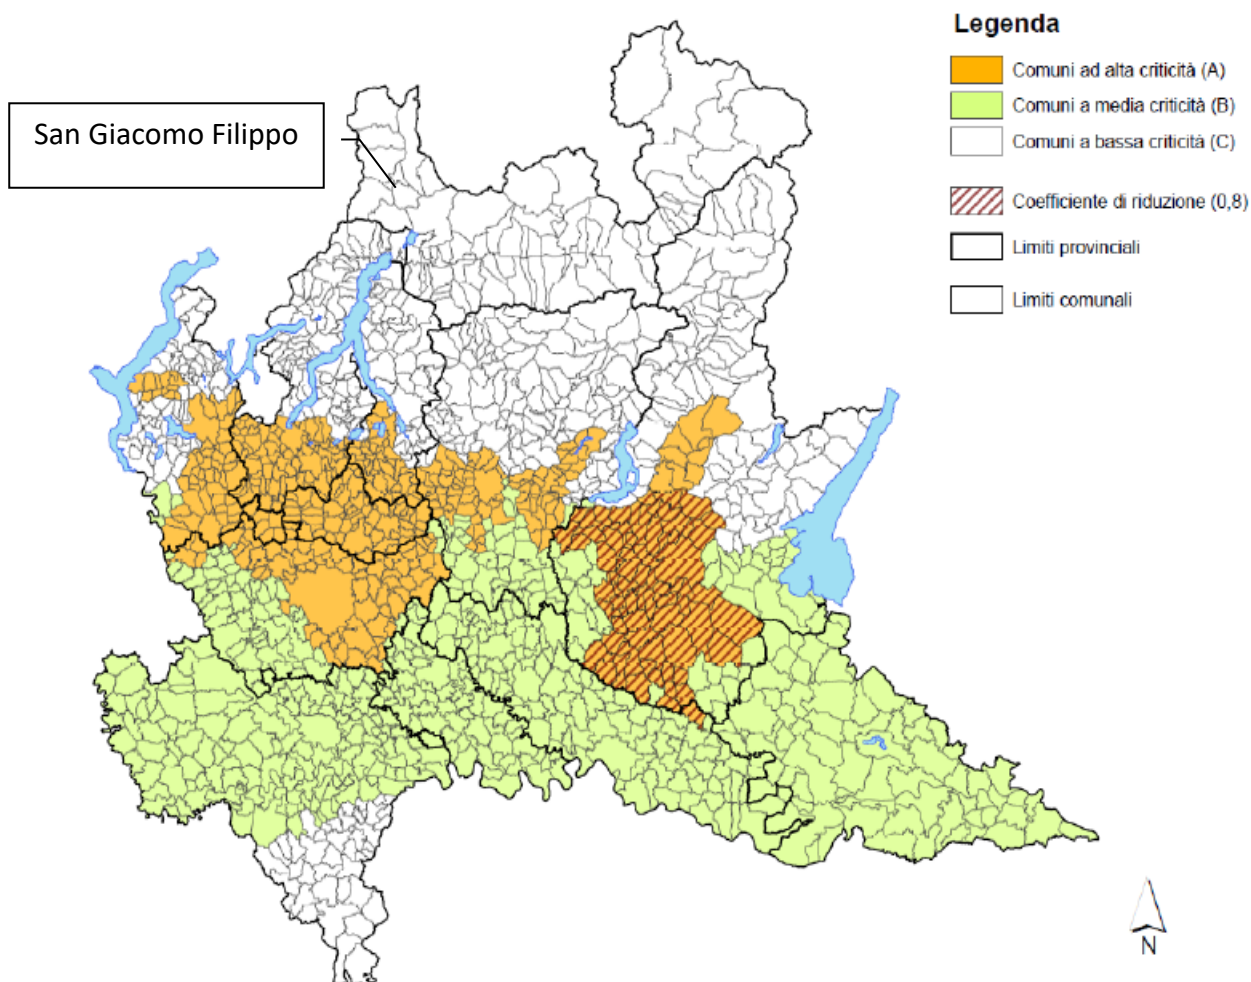 San Giacomo Filippo
Legenda
Comuni ad alta criticità (A)
Comuni a media criticità (B)
Comuni a bassa criticità (C)
Coefficiente di riduzione (0,8)
Limiti provinciali
Limiti comunali
N